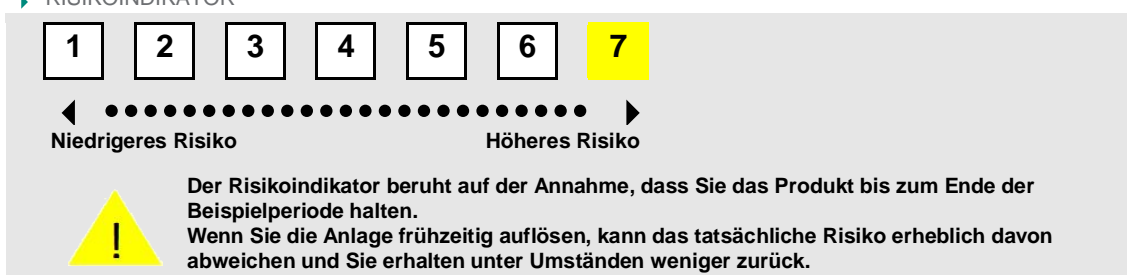 RISIKOINDIKATOR
1 2 3 4 5 6 7
Niedrigeres Risiko Höheres Risiko
Der Risikoindikator beruht auf der Annahme, dass Sie das Produkt bis zum Ende der
Beispielperiode halten.
Wenn Sie die Anlage frühzeitig auflösen, kann das tatsächliche Risiko erheblich davon
abweichen und Sie erhalten unter Umständen weniger zurück.